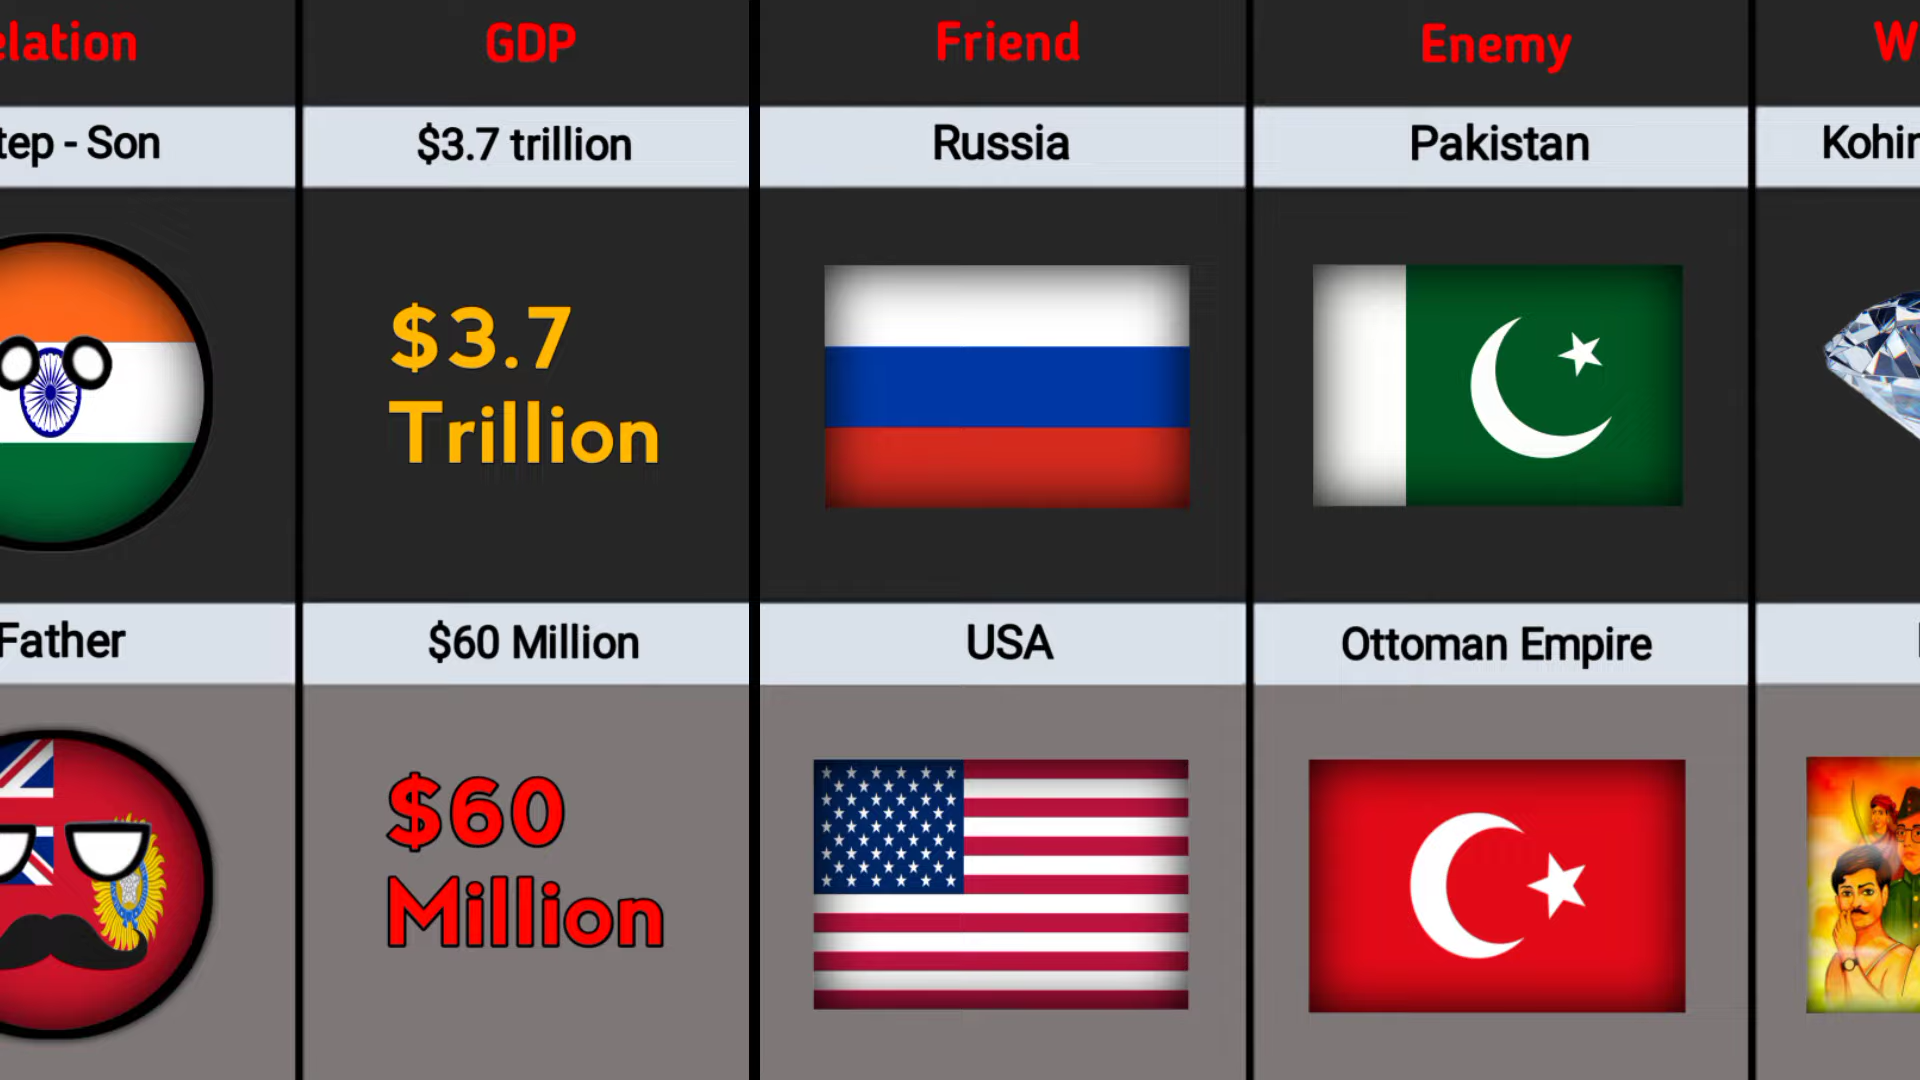 elation
GDP
Friend
Enemy
W
tep - Son
$3.7 trillion
Russia
Pakistan
Kohin
$3.7
Trillion
Father
$60 Million
USA
Ottoman Empire
$60
Million